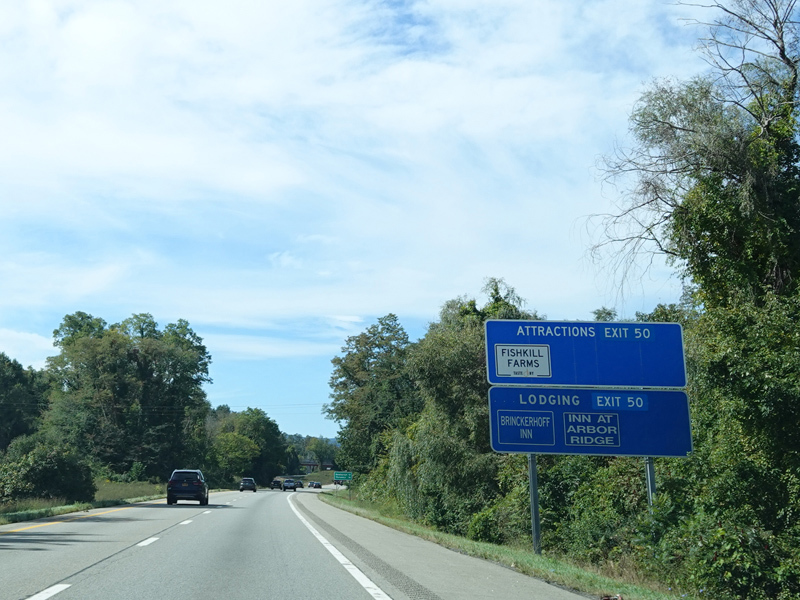 ATTRACTIONS EXIT 50
FISHKILL
FARMS
LODGING EXIT 50
BRINCKERHOFF
INN
INN AT
ARBOR
RIDGE